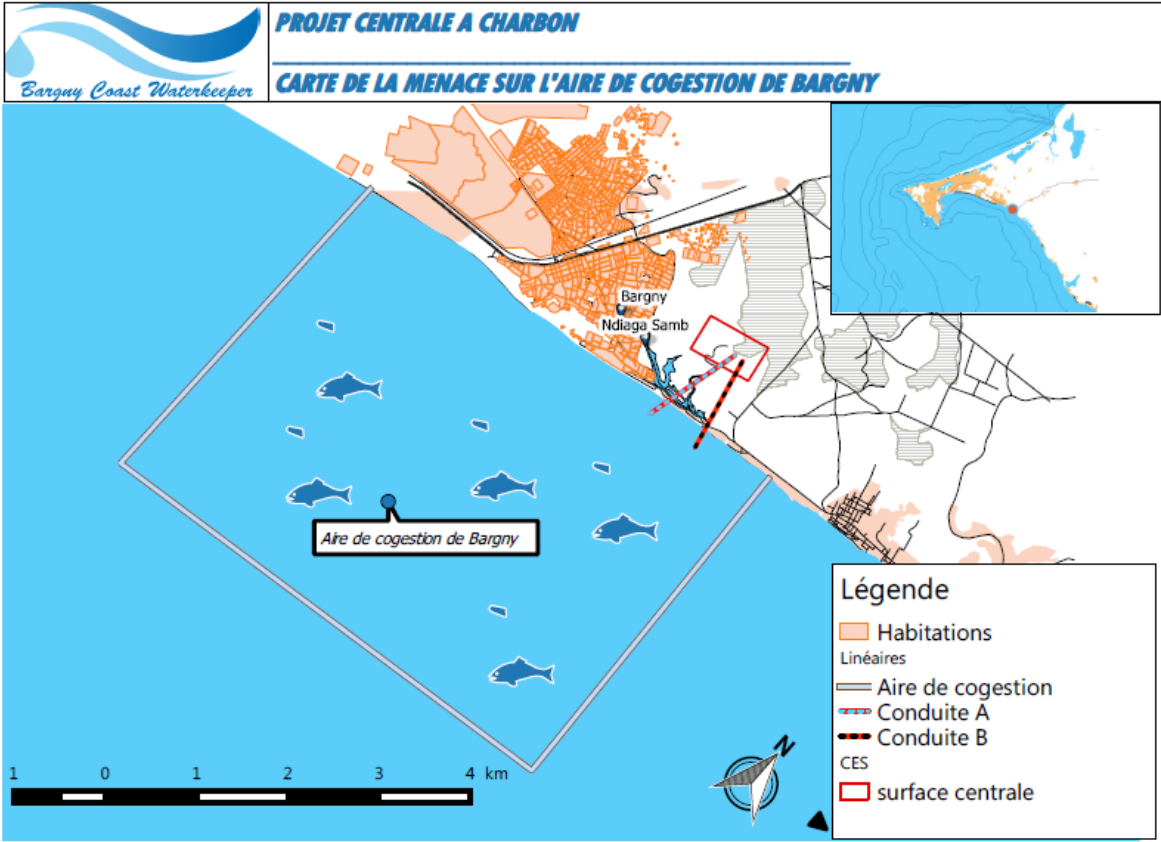 PROJET CENTRALE A CHARBON
Bargny Coast Waterkeeper
CARTE DE LA MENACE SUR L'AIRE DE COGESTION DE BARGNY
Bargny
Ndiaga Samb
Aire de cogestion de Bargny
Légende
Habitations
Linéaires
Aire de cogestion
Conduite A
Conduite B
CES
surface centrale
1 0 1 2 3 4 km
N